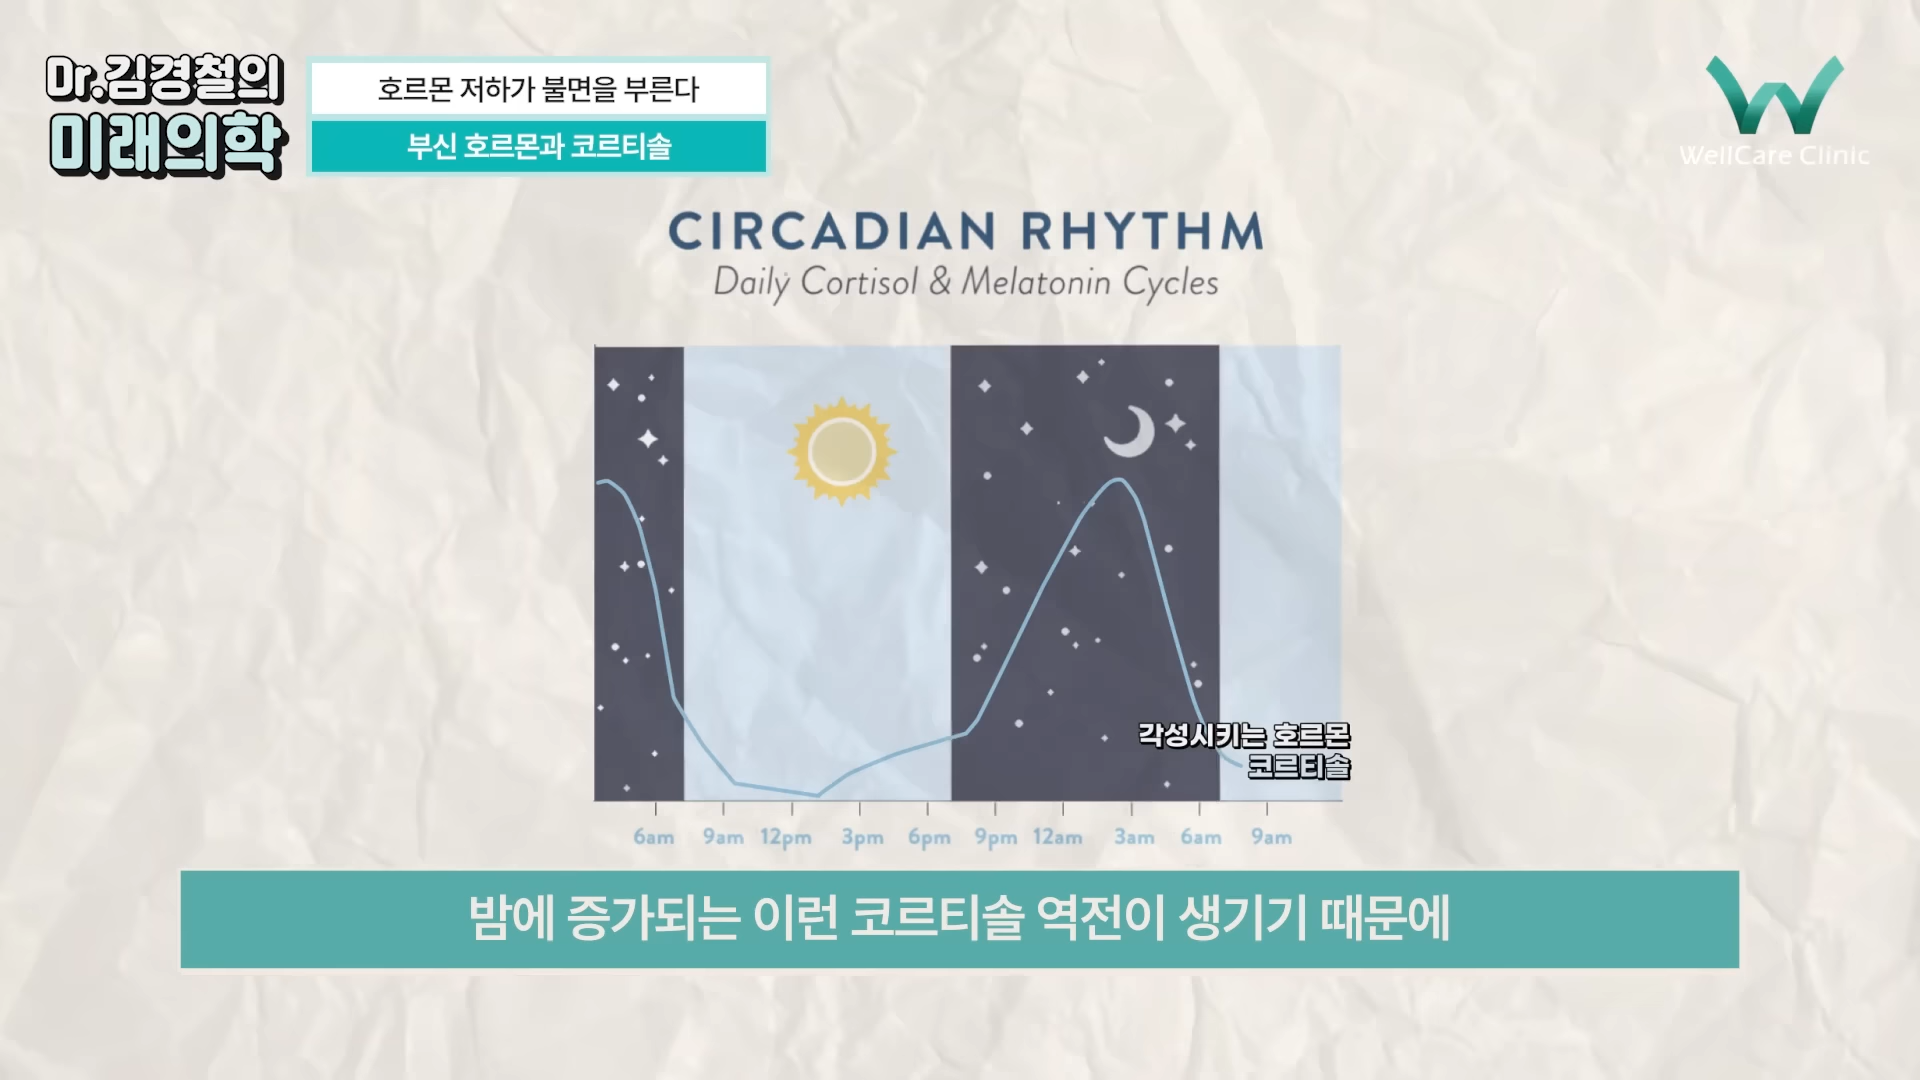 Dr.김경철의
미래의학
호르몬 저하가 불면을 부른다
부신 호르몬과 코르티솔
WellCare Clinic
CIRCADIAN RHYTHM
Daily Cortisol & Melatonin Cycles
각성시키는 호르몬
코르티솔
6am 9am 12pm 3pm 6pm 9pm 12am 3am 6am 9am
밤에 증가되는 이런 코르티솔 역전이 생기기 때문에